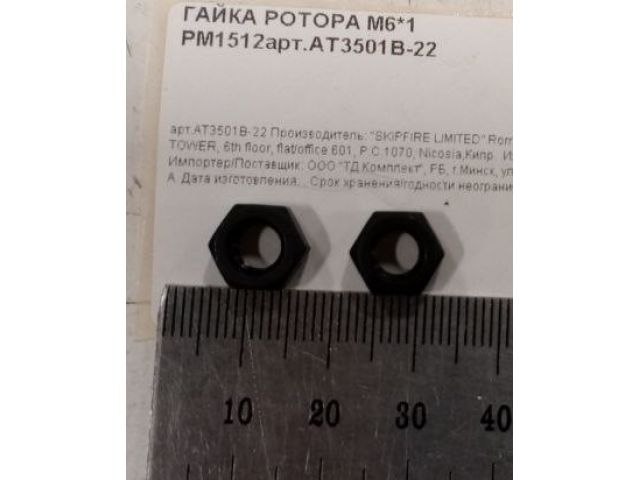 ГАЙКА РОТОРА М6*1
РМ1512арт.АТ3501В-22
арт.АТ3501В-22 Производитель: "SKIPFIRE LIMITED" Rom
TOWER, 6th floor, flat/office 601, P.C.1070, Nicosia,Кипр. Из
Импортер/Поставщик: ООО "ТД Комплект", РБ, г.Минск, ул
А. Дата изготовления... Срок хранения/годности неограни
10 20 30 40